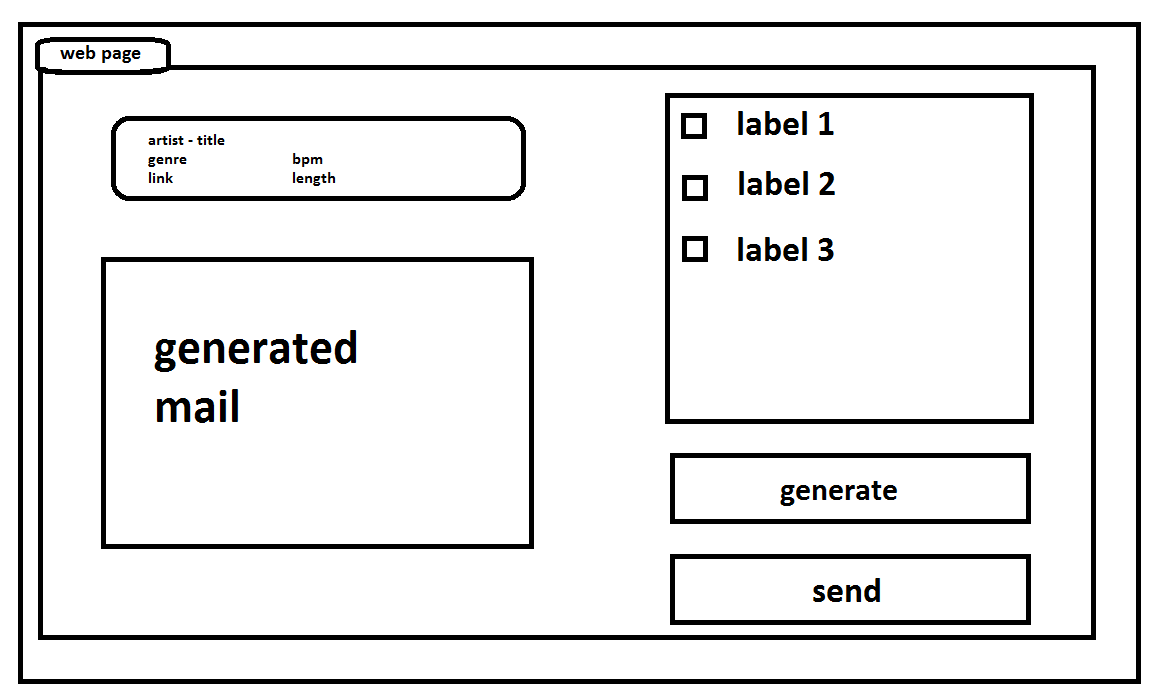 web page
artist - title
genre bpm
link length
generated
mail
label 1
label 2
label 3
generate
send